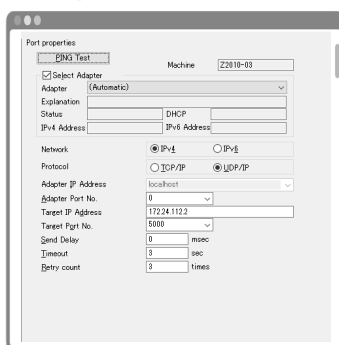 Port properties
PING Test
Machine Z2010-03
Select Adapter
Adapter (Automatic)
Explanation
Status DHCP
IPv4 Address IPv6 Address
Network IPv4 IPv6
Protocol TCP/IP UDP/IP
Adapter IP Address localhost
Adapter Port No. 0
Target IP Address 172.24.112.2
Target Port No. 5000
Send Delay 0 msec
Timeout 3 sec
Retry count 3 times